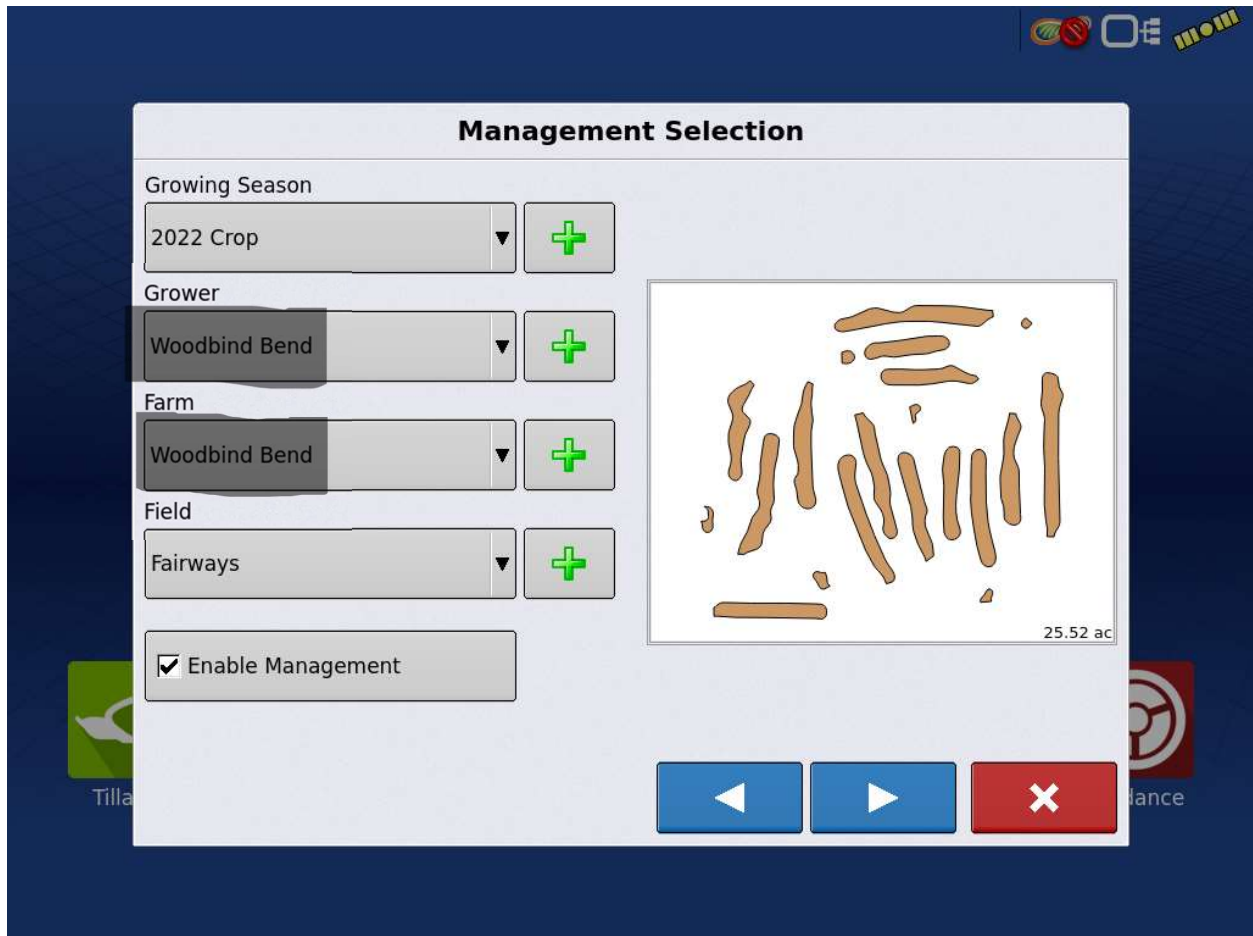 Management Selection
Growing Season
2022 Crop
Grower
Woodbind Bend
Farm
Woodbind Bend
Field
Fairways
25.52 ac
Enable Management
Tilla
dance